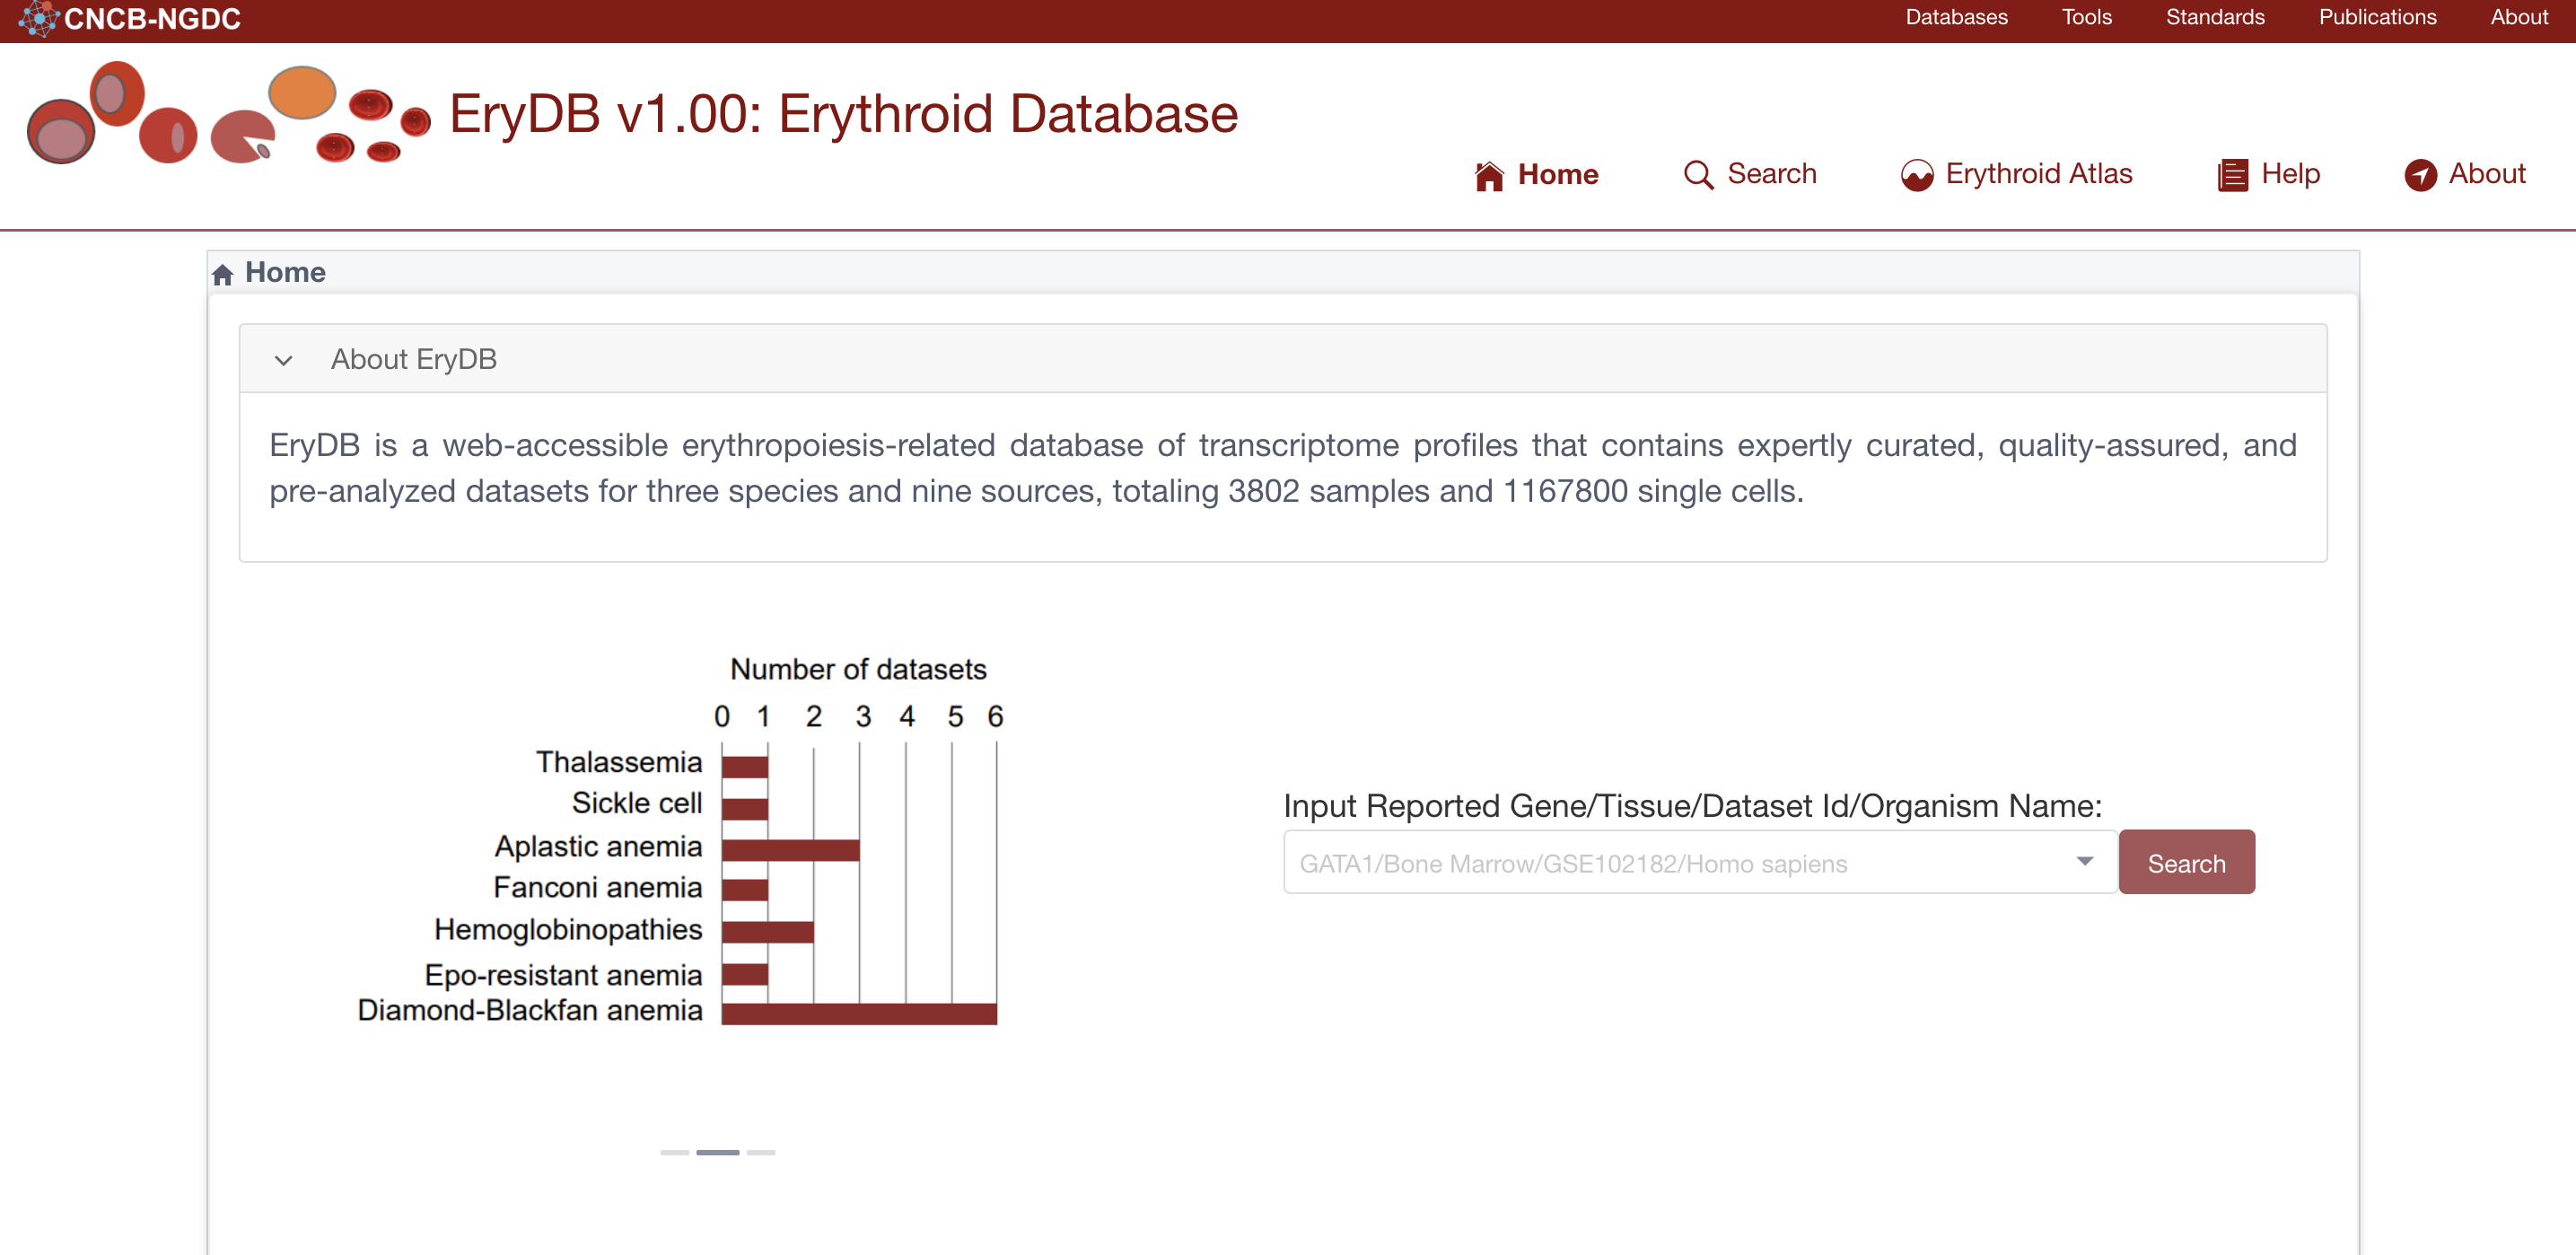 CNCB-NGDC
Databases Tools Standards Publications About
EryDB v1.00: Erythroid Database
Home Search Erythroid Atlas Help About
Home
About EryDB
EryDB is a web-accessible erythropoiesis-related database of transcriptome profiles that contains expertly curated, quality-assured, and
pre-analyzed datasets for three species and nine sources, totaling 3802 samples and 1167800 single cells.
Number of datasets
0 1 2 3 4 5 6
Thalassemia
Sickle cell
Aplastic anemia
Fanconi anemia
Hemoglobinopathies
Epo-resistant anemia
Diamond-Blackfan anemia
Input Reported Gene/Tissue/Dataset Id/Organism Name:
GATA1/Bone Marrow/GSE102182/Homo sapiens
Search